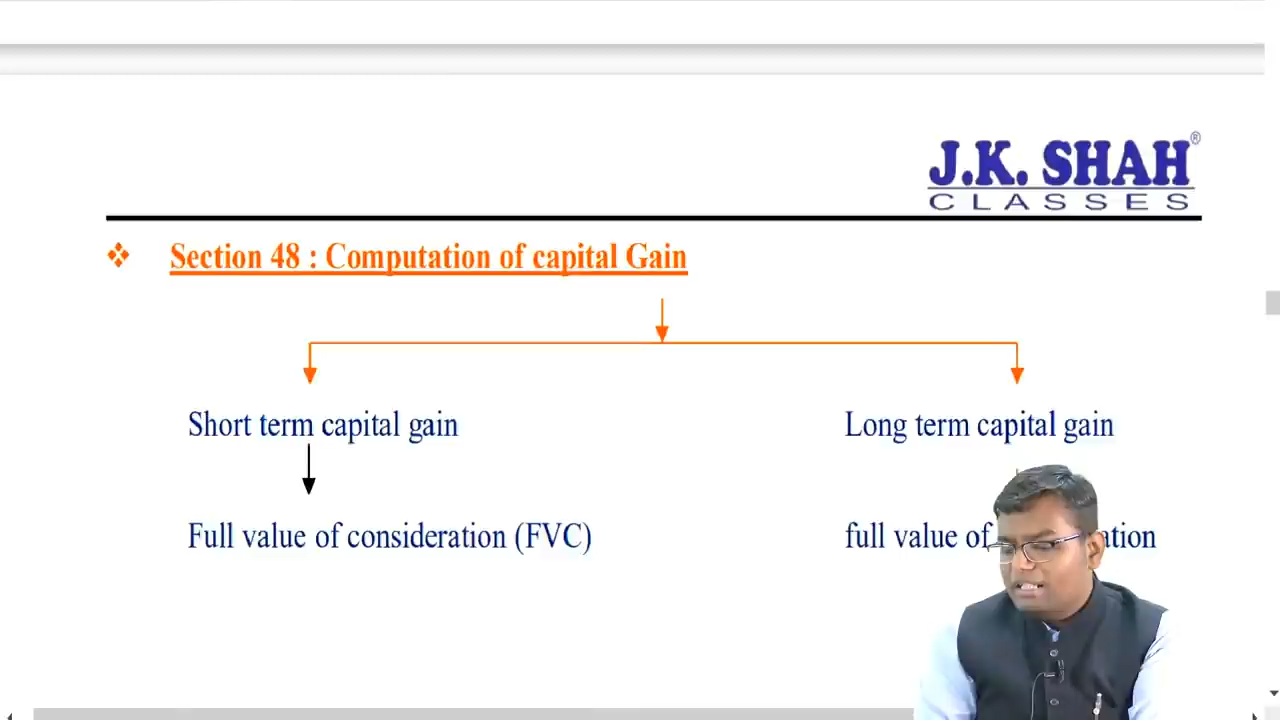 J.K. SHAH®
CLASSES
❖ Section 48 : Computation of capital Gain
Short term capital gain Long term capital gain
Full value of consideration (FVC) full value of